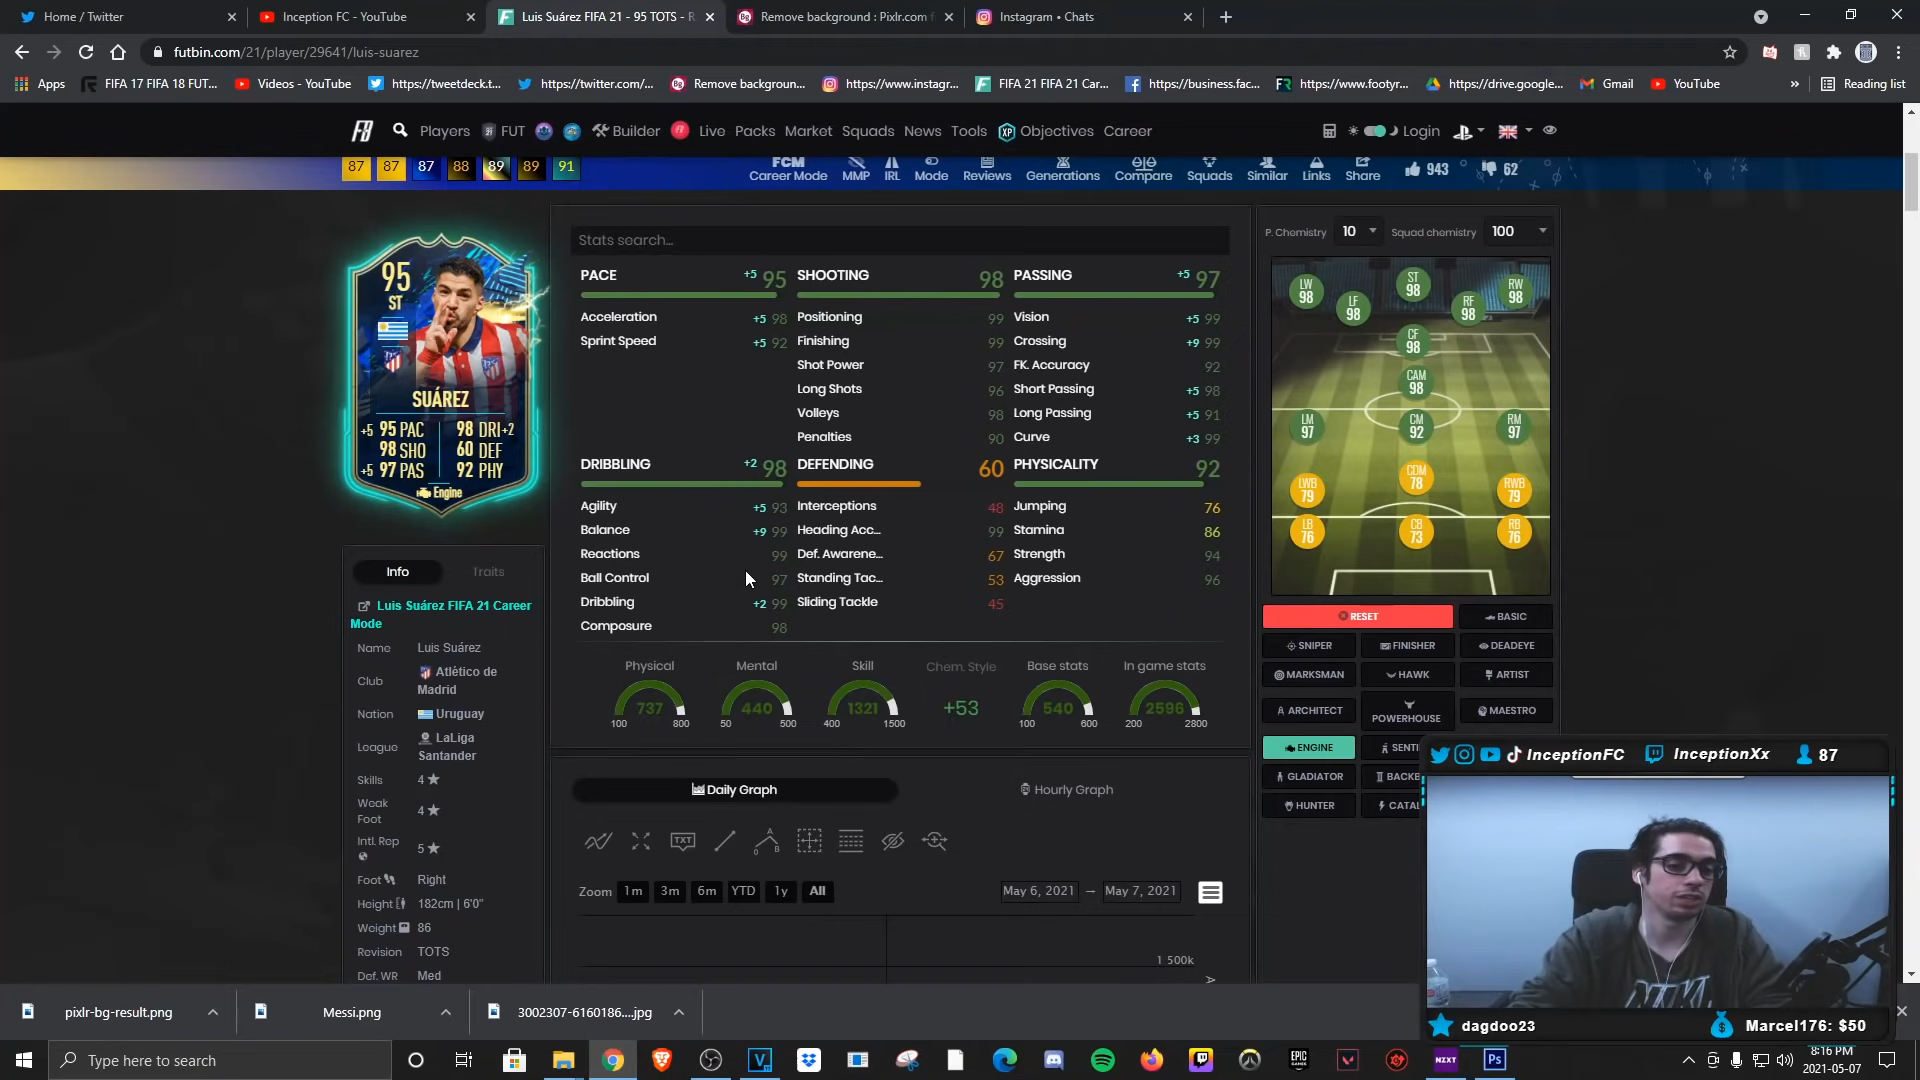 Home / Twitter
Inception FC - YouTube
Luis Suárez FIFA 21 - 95 TOTS - R
Remove background : Pixlr.com f
Instagram • Chats
futbin.com/21/player/29641/luis-suarez
Apps
FIFA 17 FIFA 18 FUT...
Videos - YouTube
https://tweetdeck.t...
https://twitter.com/...
Remove backgroun...
https://www.instagr...
FIFA 21 FIFA 21 Car...
https://business.fac...
https://www.footyr...
https://drive.google...
Gmail
YouTube
Reading list
Players
FUT
Builder
Live
Packs
Market
Squads
News
Tools
XP Objectives
Career
Login
87 87 87 88 89 89 91
FCM
Career Mode
MMP
IRL
Mode
Reviews
Generations
Compare
Squads
Similar
Links
Share
943
62
95
ST
SUÁREZ
+5 95 PAC 98 DRI+2
98 SHO 60 DEF
+5 97 PAS 92 PHY
Engine
Stats search...
PACE +5 95
Acceleration +5 98
Sprint Speed +5 92
SHOOTING 98
Positioning 99
Finishing 99
Shot Power 97
Long Shots 96
Volleys 98
Penalties 90
PASSING +5 97
Vision +5 99
Crossing +9 99
FK. Accuracy 92
Short Passing +5 98
Long Passing +5 91
Curve +3 99
DRIBBLING +2 98
Agility +5 93
Balance +9 99
Reactions 99
Ball Control 97
Dribbling +2 99
Composure 98
DEFENDING 60
Interceptions 48
Heading Acc... 99
Def. Awarene... 67
Standing Tac... 53
Sliding Tackle 45
PHYSICALITY 92
Jumping 76
Stamina 86
Strength 94
Aggression 96
Physical
737
100 800
Mental
440
50 500
Skill
1321
400 1500
Chem. Style
+53
Base stats
540
100 600
In game stats
2596
200 2800
P. Chemistry 10
Squad chemistry 100
LW 98
ST 98
RW 98
LF 98
RF 98
CF 98
CAM 98
LM 97
CM 92
RM 97
LWB 79
CDM 78
RWB 79
LB 76
CB 73
RB 76
RESET
BASIC
SNIPER
FINISHER
DEADEYE
MARKSMAN
HAWK
ARTIST
ARCHITECT
POWERHOUSE
MAESTRO
ENGINE
SENTI
GLADIATOR
BACKB
HUNTER
CATAL
Info
Traits
Luis Suárez FIFA 21 Career
Mode
Name Luis Suárez
Club Atlético de
Madrid
Nation Uruguay
League LaLiga
Santander
Skills 4
Weak
Foot 4
Intl. Rep 5
Foot Right
Height 182cm | 6'0"
Weight 86
Revision TOTS
Def. WR Med
Daily Graph
Hourly Graph
TXT
Zoom 1m 3m 6m YTD 1y All
May 6, 2021 → May 7, 2021
1 500k
InceptionFC
InceptionXx
87
dagdoo23
Marcel176: $50
pixlr-bg-result.png
Messi.png
3002307-6160186....jpg
Type here to search
EPIC GAMES
NZXT
Ps
8:16 PM
2021-05-07